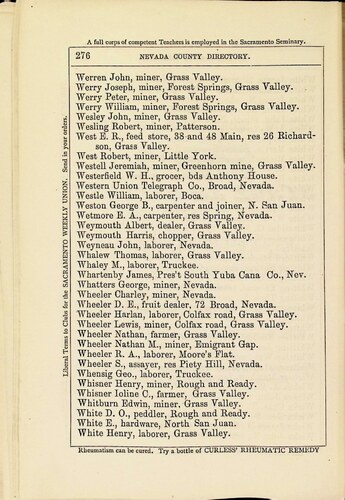 A full corps of competent Teachers is employed in the Sacramento Seminary.
276 NEVADA COUNTY DIRECTORY.
Werren John, miner, Grass Valley.
Werry Joseph, miner, Forest Springs, Grass Valley.
Werry Peter, miner, Grass Valley.
Werry William, miner, Forest Springs, Grass Valley.
Wesley John, miner, Grass Valley.
Wesling Robert, miner, Patterson.
West E. R., feed store, 38 and 48 Main, res 26 Richard-
son, Grass Valley.
West Robert, miner, Little York.
Westell Jeremiah, miner, Greenhorn mine, Grass Valley.
Westerfield W. H., grocer, bds Anthony House.
Western Union Telegraph Co., Broad, Nevada.
Westle William, laborer, Boca.
Weston George B., carpenter and joiner, N. San Juan.
Wetmore E. A., carpenter, res Spring, Nevada.
Weymouth Albert, dealer, Grass Valley.
Weymouth Harris, chopper, Grass Valley.
Weyneau John, laborer, Nevada.
Whalew Thomas, laborer, Grass Valley.
Whaley M., laborer, Truckee.
Whartenby James, Pres't South Yuba Cana Co., Nev.
Whatters George, miner, Nevada.
Wheeler Charley, miner, Nevada.
Wheeler D. E., fruit dealer, 72 Broad, Nevada.
Wheeler Harlan, laborer, Colfax road, Grass Valley.
Wheeler Lewis, miner, Colfax road, Grass Valley.
Wheeler Nathan, farmer, Grass Valley.
Wheeler Nathan M., miner, Emigrant Gap.
Wheeler R. A., laborer, Moore's Flat.
Wheeler S., assayer, res Piety Hill, Nevada.
Whensig Geo., laborer, Truckee.
Whisner Henry, miner, Rough and Ready.
Whisner Ioline C., farmer, Grass Valley.
Whitburn Edwin, miner, Grass Valley.
White D. O., peddler, Rough and Ready.
White E., hardware, North San Juan.
White Henry, laborer, Grass Valley.
Rheumatism can be cured. Try a bottle of CURLESS' RHEUMATIC REMEDY
Liberal Terms to Clubs for the SACRAMENTO WEEKLY UNION. Send in your orders.